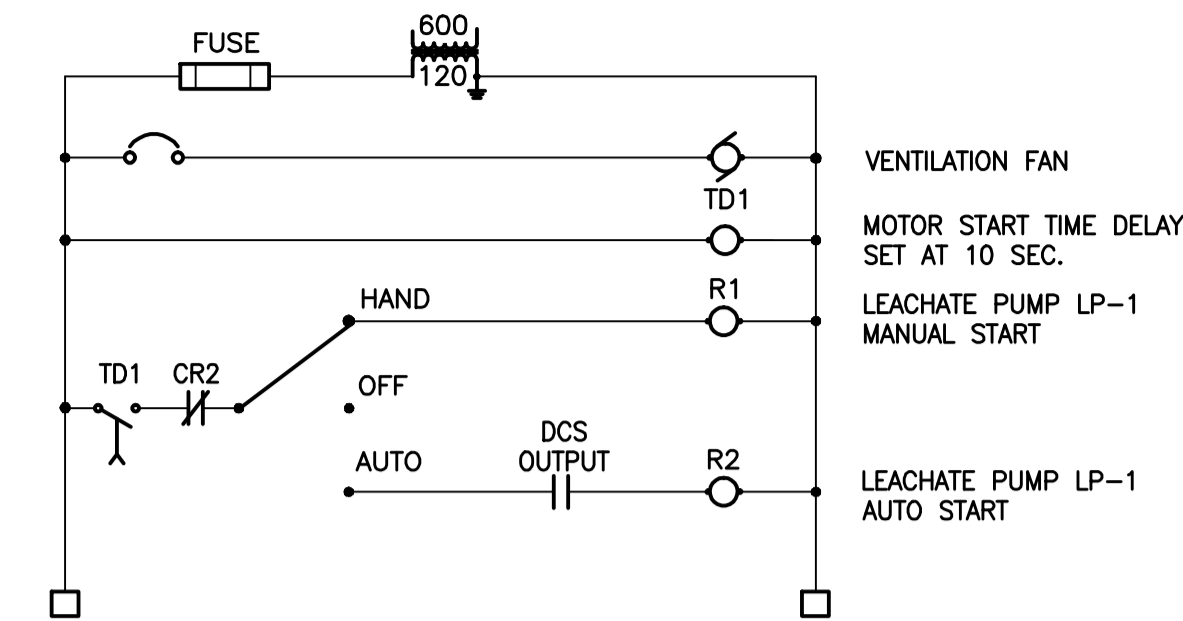 600
FUSE
120
VENTILATION FAN
TD1
MOTOR START TIME DELAY
SET AT 10 SEC.
HAND
R1
LEACHATE PUMP LP-1
MANUAL START
TD1
CR2
OFF
DCS
OUTPUT
AUTO
R2
LEACHATE PUMP LP-1
AUTO START